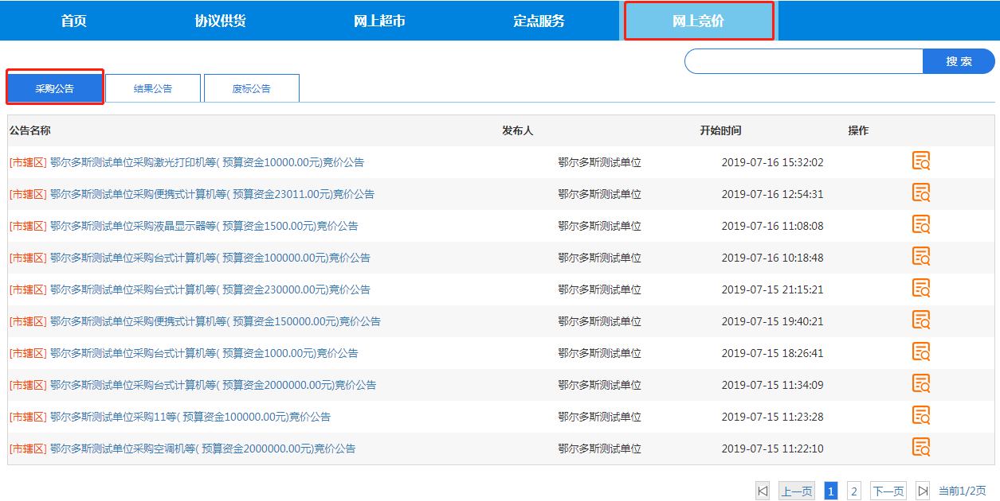 首页 协议供货 网上超市 定点服务 网上竞价
搜 索
采购公告 结果公告 废标公告
公告名称 发布人 开始时间 操作
[市辖区] 鄂尔多斯测试单位采购激光打印机等( 预算资金10000.00元)竞价公告 鄂尔多斯测试单位 2019-07-16 15:32:02
[市辖区] 鄂尔多斯测试单位采购便携式计算机等( 预算资金23011.00元)竞价公告 鄂尔多斯测试单位 2019-07-16 12:54:31
[市辖区] 鄂尔多斯测试单位采购液晶显示器等( 预算资金1500.00元)竞价公告 鄂尔多斯测试单位 2019-07-16 11:08:08
[市辖区] 鄂尔多斯测试单位采购台式计算机等( 预算资金100000.00元)竞价公告 鄂尔多斯测试单位 2019-07-16 10:18:48
[市辖区] 鄂尔多斯测试单位采购台式计算机等( 预算资金230000.00元)竞价公告 鄂尔多斯测试单位 2019-07-15 21:15:21
[市辖区] 鄂尔多斯测试单位采购便携式计算机等( 预算资金150000.00元)竞价公告 鄂尔多斯测试单位 2019-07-15 19:40:21
[市辖区] 鄂尔多斯测试单位采购台式计算机等( 预算资金1000.00元)竞价公告 鄂尔多斯测试单位 2019-07-15 18:26:41
[市辖区] 鄂尔多斯测试单位采购台式计算机等( 预算资金2000000.00元)竞价公告 鄂尔多斯测试单位 2019-07-15 11:34:09
[市辖区] 鄂尔多斯测试单位采购11等( 预算资金100000.00元)竞价公告 鄂尔多斯测试单位 2019-07-15 11:23:28
[市辖区] 鄂尔多斯测试单位采购空调机等( 预算资金2000000.00元)竞价公告 鄂尔多斯测试单位 2019-07-15 11:22:10
上一页 1 2 下一页 当前1/2页